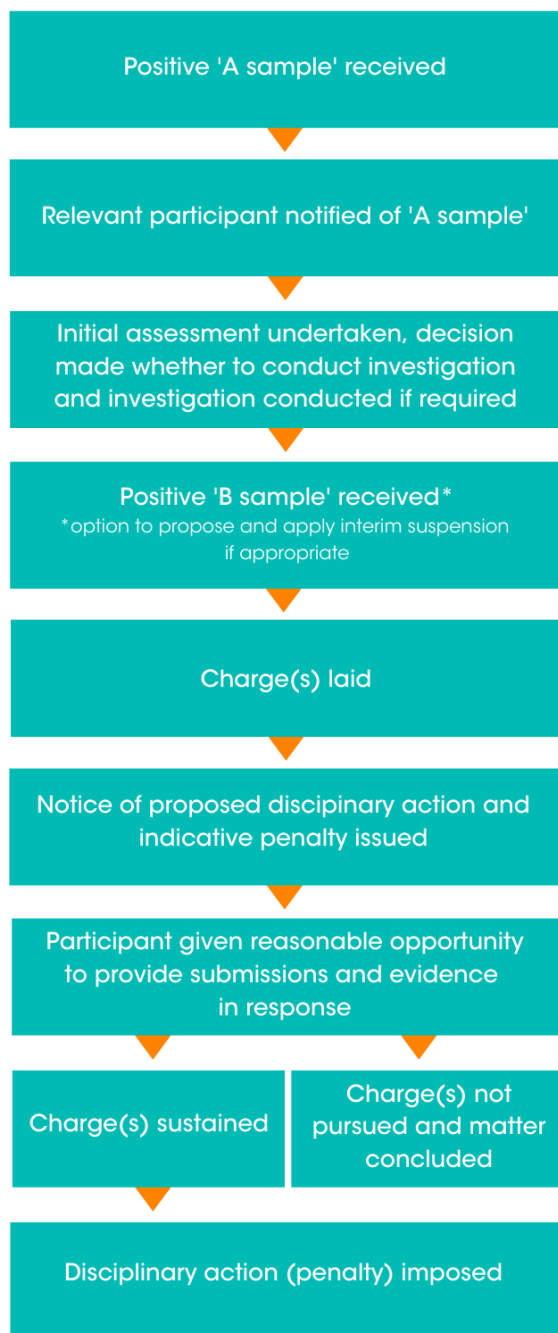 Positive 'A sample' received
Relevant participant notified of 'A sample'
Initial assessment undertaken, decision
made whether to conduct investigation
and investigation conducted if required
Positive 'B sample' received*
*option to propose and apply interim suspension
if appropriate
Charge(s) laid
Notice of proposed discipinary action and
indicative penalty issued
Participant given reasonable opportunity
to provide submissions and evidence
in response
Charge(s) sustained
Charge(s) not
pursued and matter
concluded
Disciplinary action (penalty) imposed